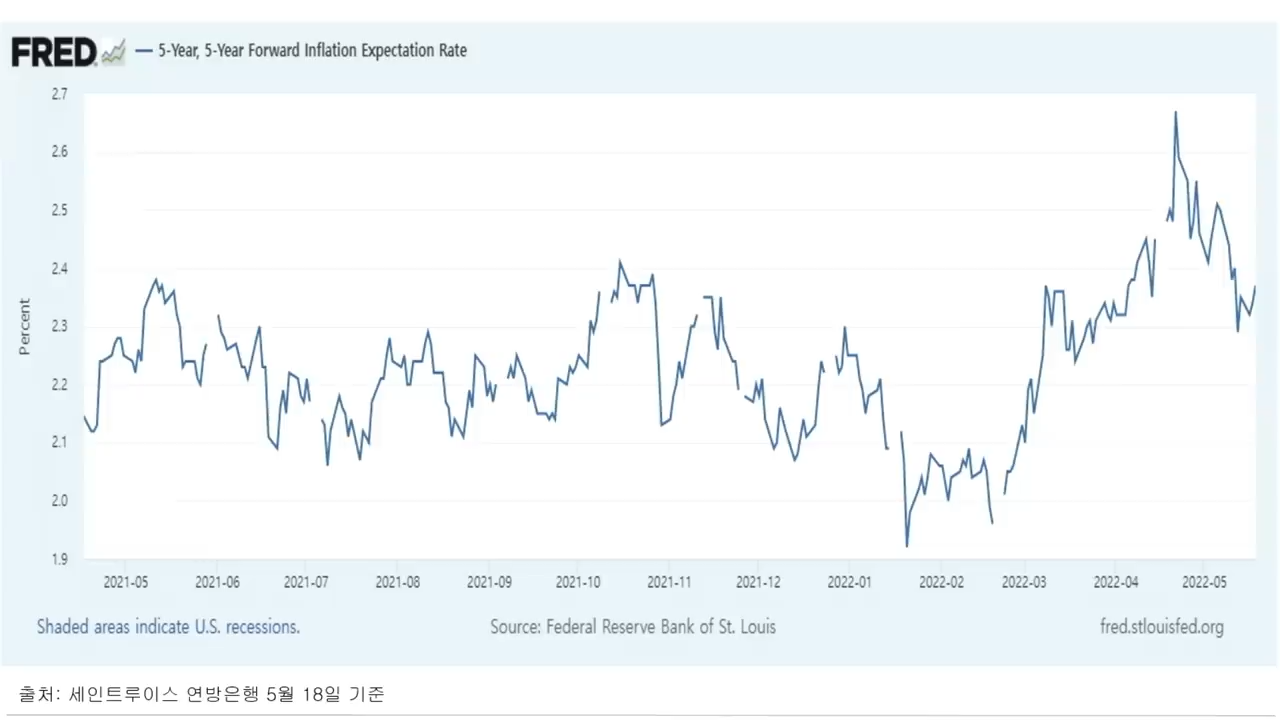 FRED — 5-Year, 5-Year Forward Inflation Expectation Rate
2.7
2.6
2.5
2.4
2.3
2.2
2.1
2.0
1.9
Percent
2021-05 2021-06 2021-07 2021-08 2021-09 2021-10 2021-11 2021-12 2022-01 2022-02 2022-03 2022-04 2022-05
Shaded areas indicate U.S. recessions. Source: Federal Reserve Bank of St. Louis fred.stlouisfed.org
출처: 세인트루이스 연방은행 5월 18일 기준